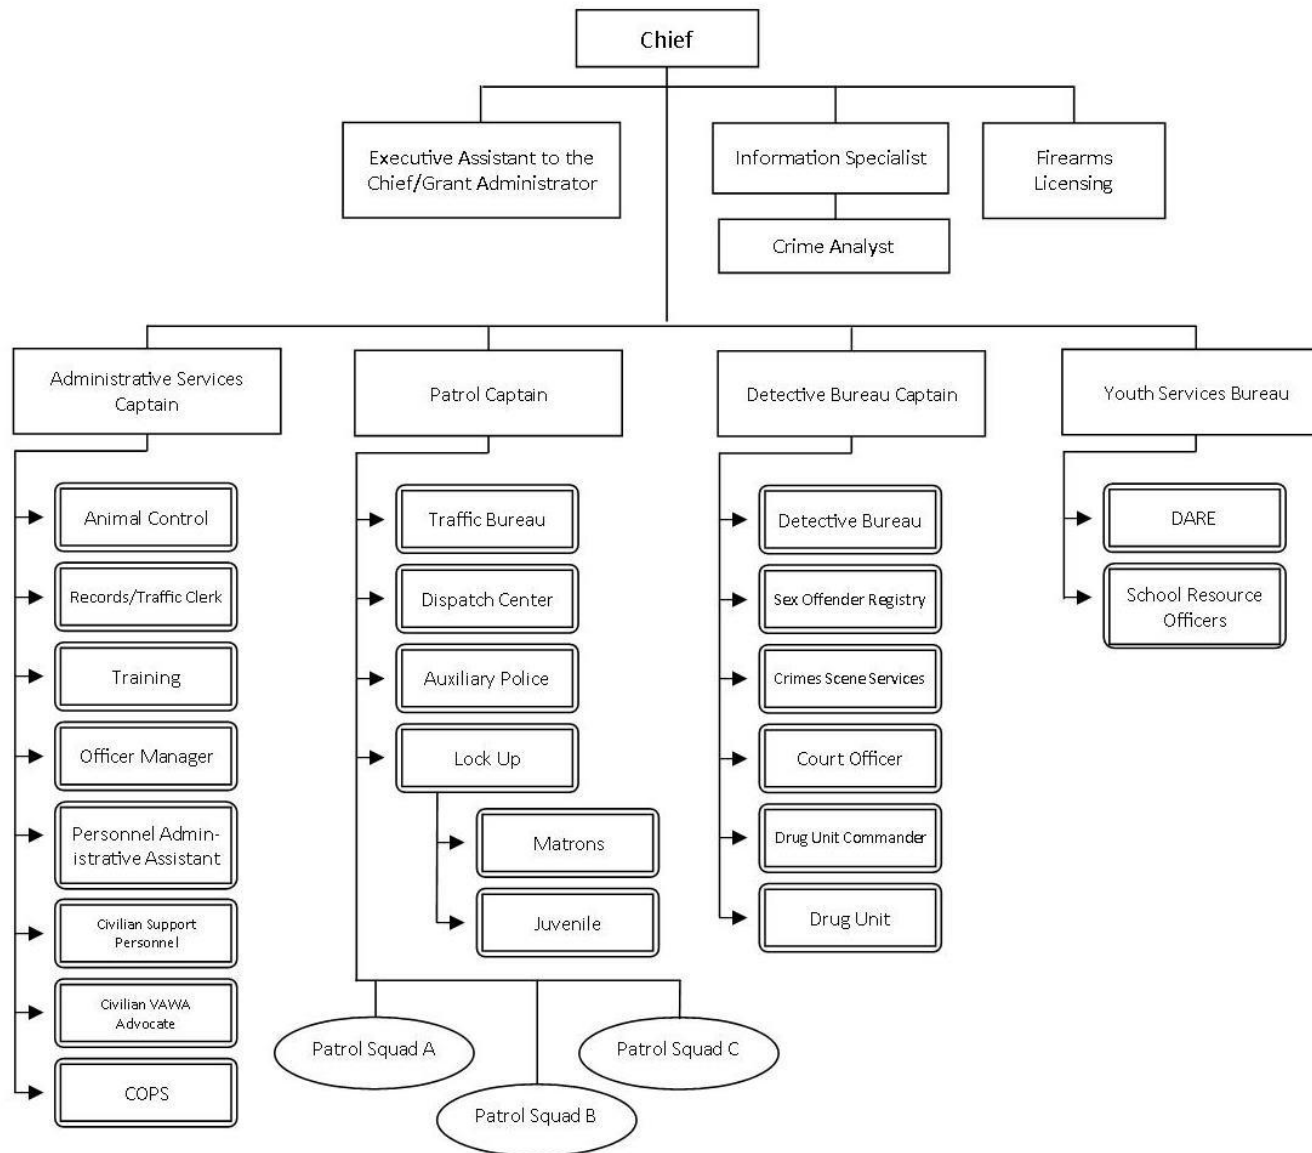 Chief
Executive Assistant to the
Chief/Grant Administrator
Information Specialist
Firearms
Licensing
Crime Analyst
Administrative Services
Captain
Patrol Captain
Detective Bureau Captain
Youth Services Bureau
Animal Control
Records/Traffic Clerk
Training
Officer Manager
Personnel Admin-
istrative Assistant
Civilian Support
Personnel
Civilian VAWA
Advocate
COPS
Traffic Bureau
Dispatch Center
Auxiliary Police
Lock Up
Matrons
Juvenile
Patrol Squad A
Patrol Squad B
Patrol Squad C
Detective Bureau
Sex Offender Registry
Crimes Scene Services
Court Officer
Drug Unit Commander
Drug Unit
DARE
School Resource
Officers